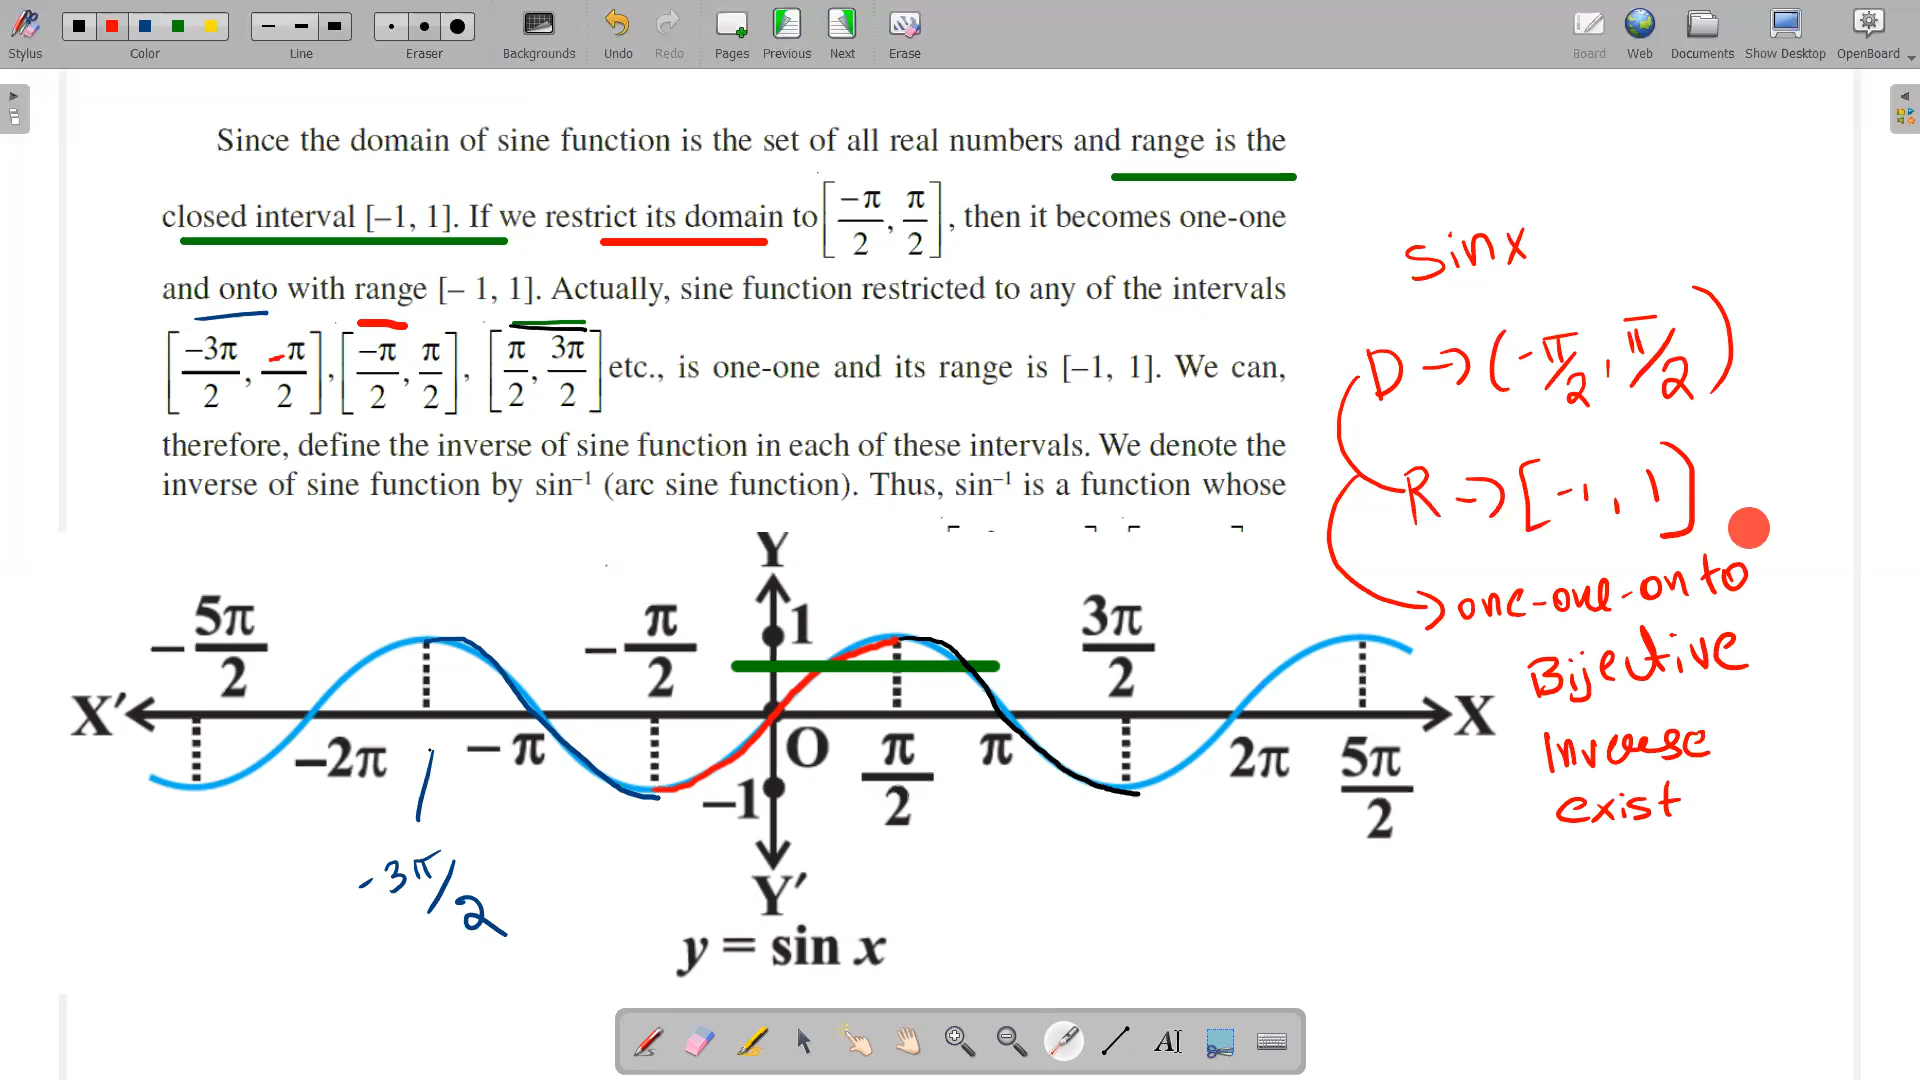 Stylus Color Line Eraser Backgrounds Undo Redo Pages Previous Next Erase Board Web Documents Show Desktop OpenBoard
Since the domain of sine function is the set of all real numbers and range is the
closed interval [–1, 1]. If we restrict its domain to [−π/2, π/2], then it becomes one-one
and onto with range [– 1, 1]. Actually, sine function restricted to any of the intervals
[−3π/2, -π/2], [−π/2, π/2], [π/2, 3π/2] etc., is one-one and its range is [–1, 1]. We can,
therefore, define the inverse of sine function in each of these intervals. We denote the
inverse of sine function by sin⁻¹ (arc sine function). Thus, sin⁻¹ is a function whose
sinx
D → (-π/2, π/2)
R → [-1, 1]
→ one-one-onto
Bijective
Inverse
exist
Y
1
−5π/2 −π/2 3π/2
X′ X
−2π −π O π/2 π 2π 5π/2
−1
-3π/2
Y′
y = sin x
AI